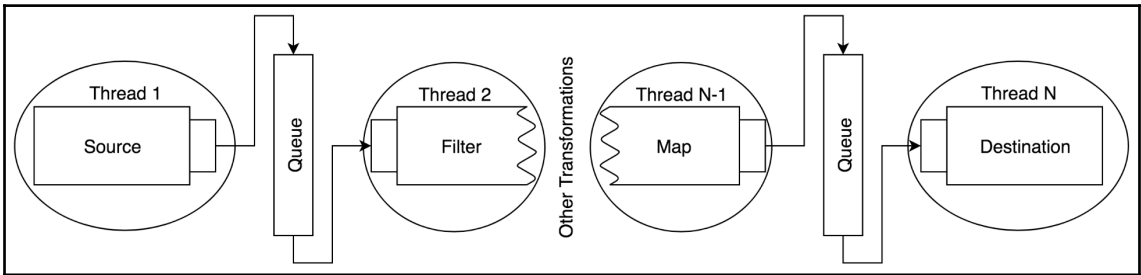 Thread 1
Source
Queue
Thread 2
Filter
Other Transformations
Thread N-1
Map
Queue
Thread N
Destination